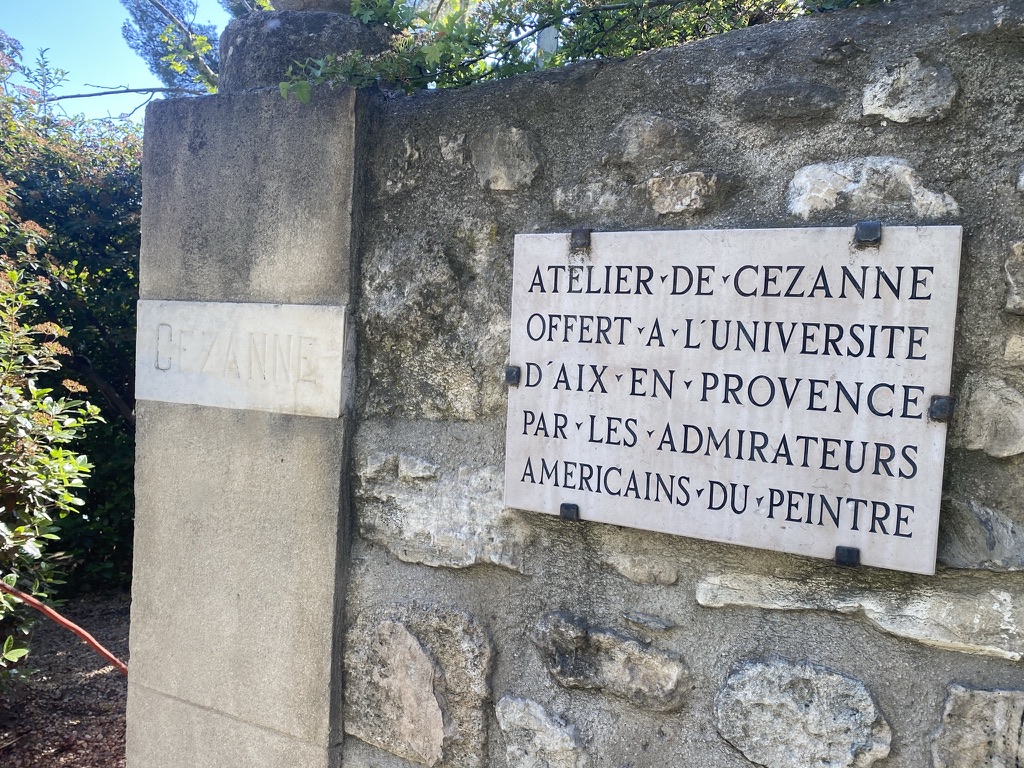 CEZANNE
ATELIER▾DE▾CEZANNE
OFFERT▾A▾L'UNIVERSITE
D'AIX▾EN▾PROVENCE
PAR▾LES▾ADMIRATEURS
AMERICAINS▾DU▾PEINTRE